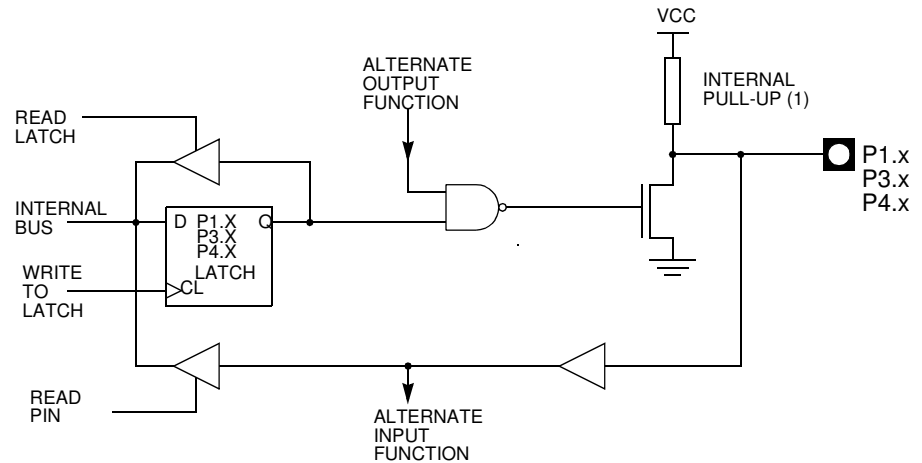 VCC
ALTERNATE
OUTPUT
FUNCTION
INTERNAL
PULL-UP (1)
READ
LATCH
P1.x
P3.x
P4.x
INTERNAL
BUS
D P1.X Q
P3.X
P4.X
LATCH
CL
WRITE
TO
LATCH
READ
PIN
ALTERNATE
INPUT
FUNCTION